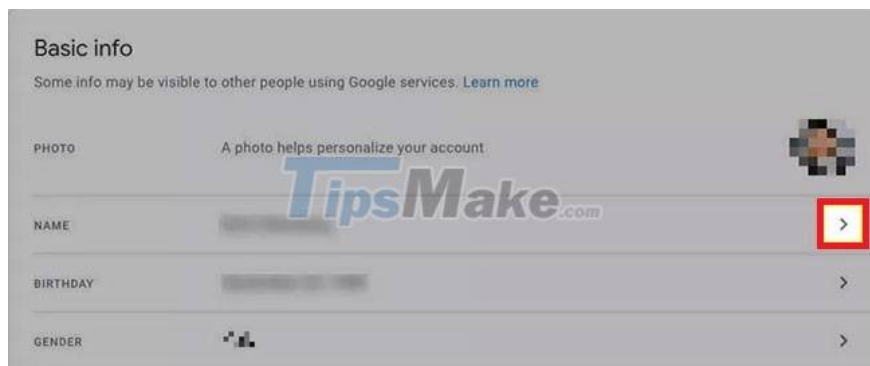 Basic info
Some info may be visible to other people using Google services. Learn more
PHOTO A photo helps personalize your account
TipsMake.com
NAME
BIRTHDAY
GENDER